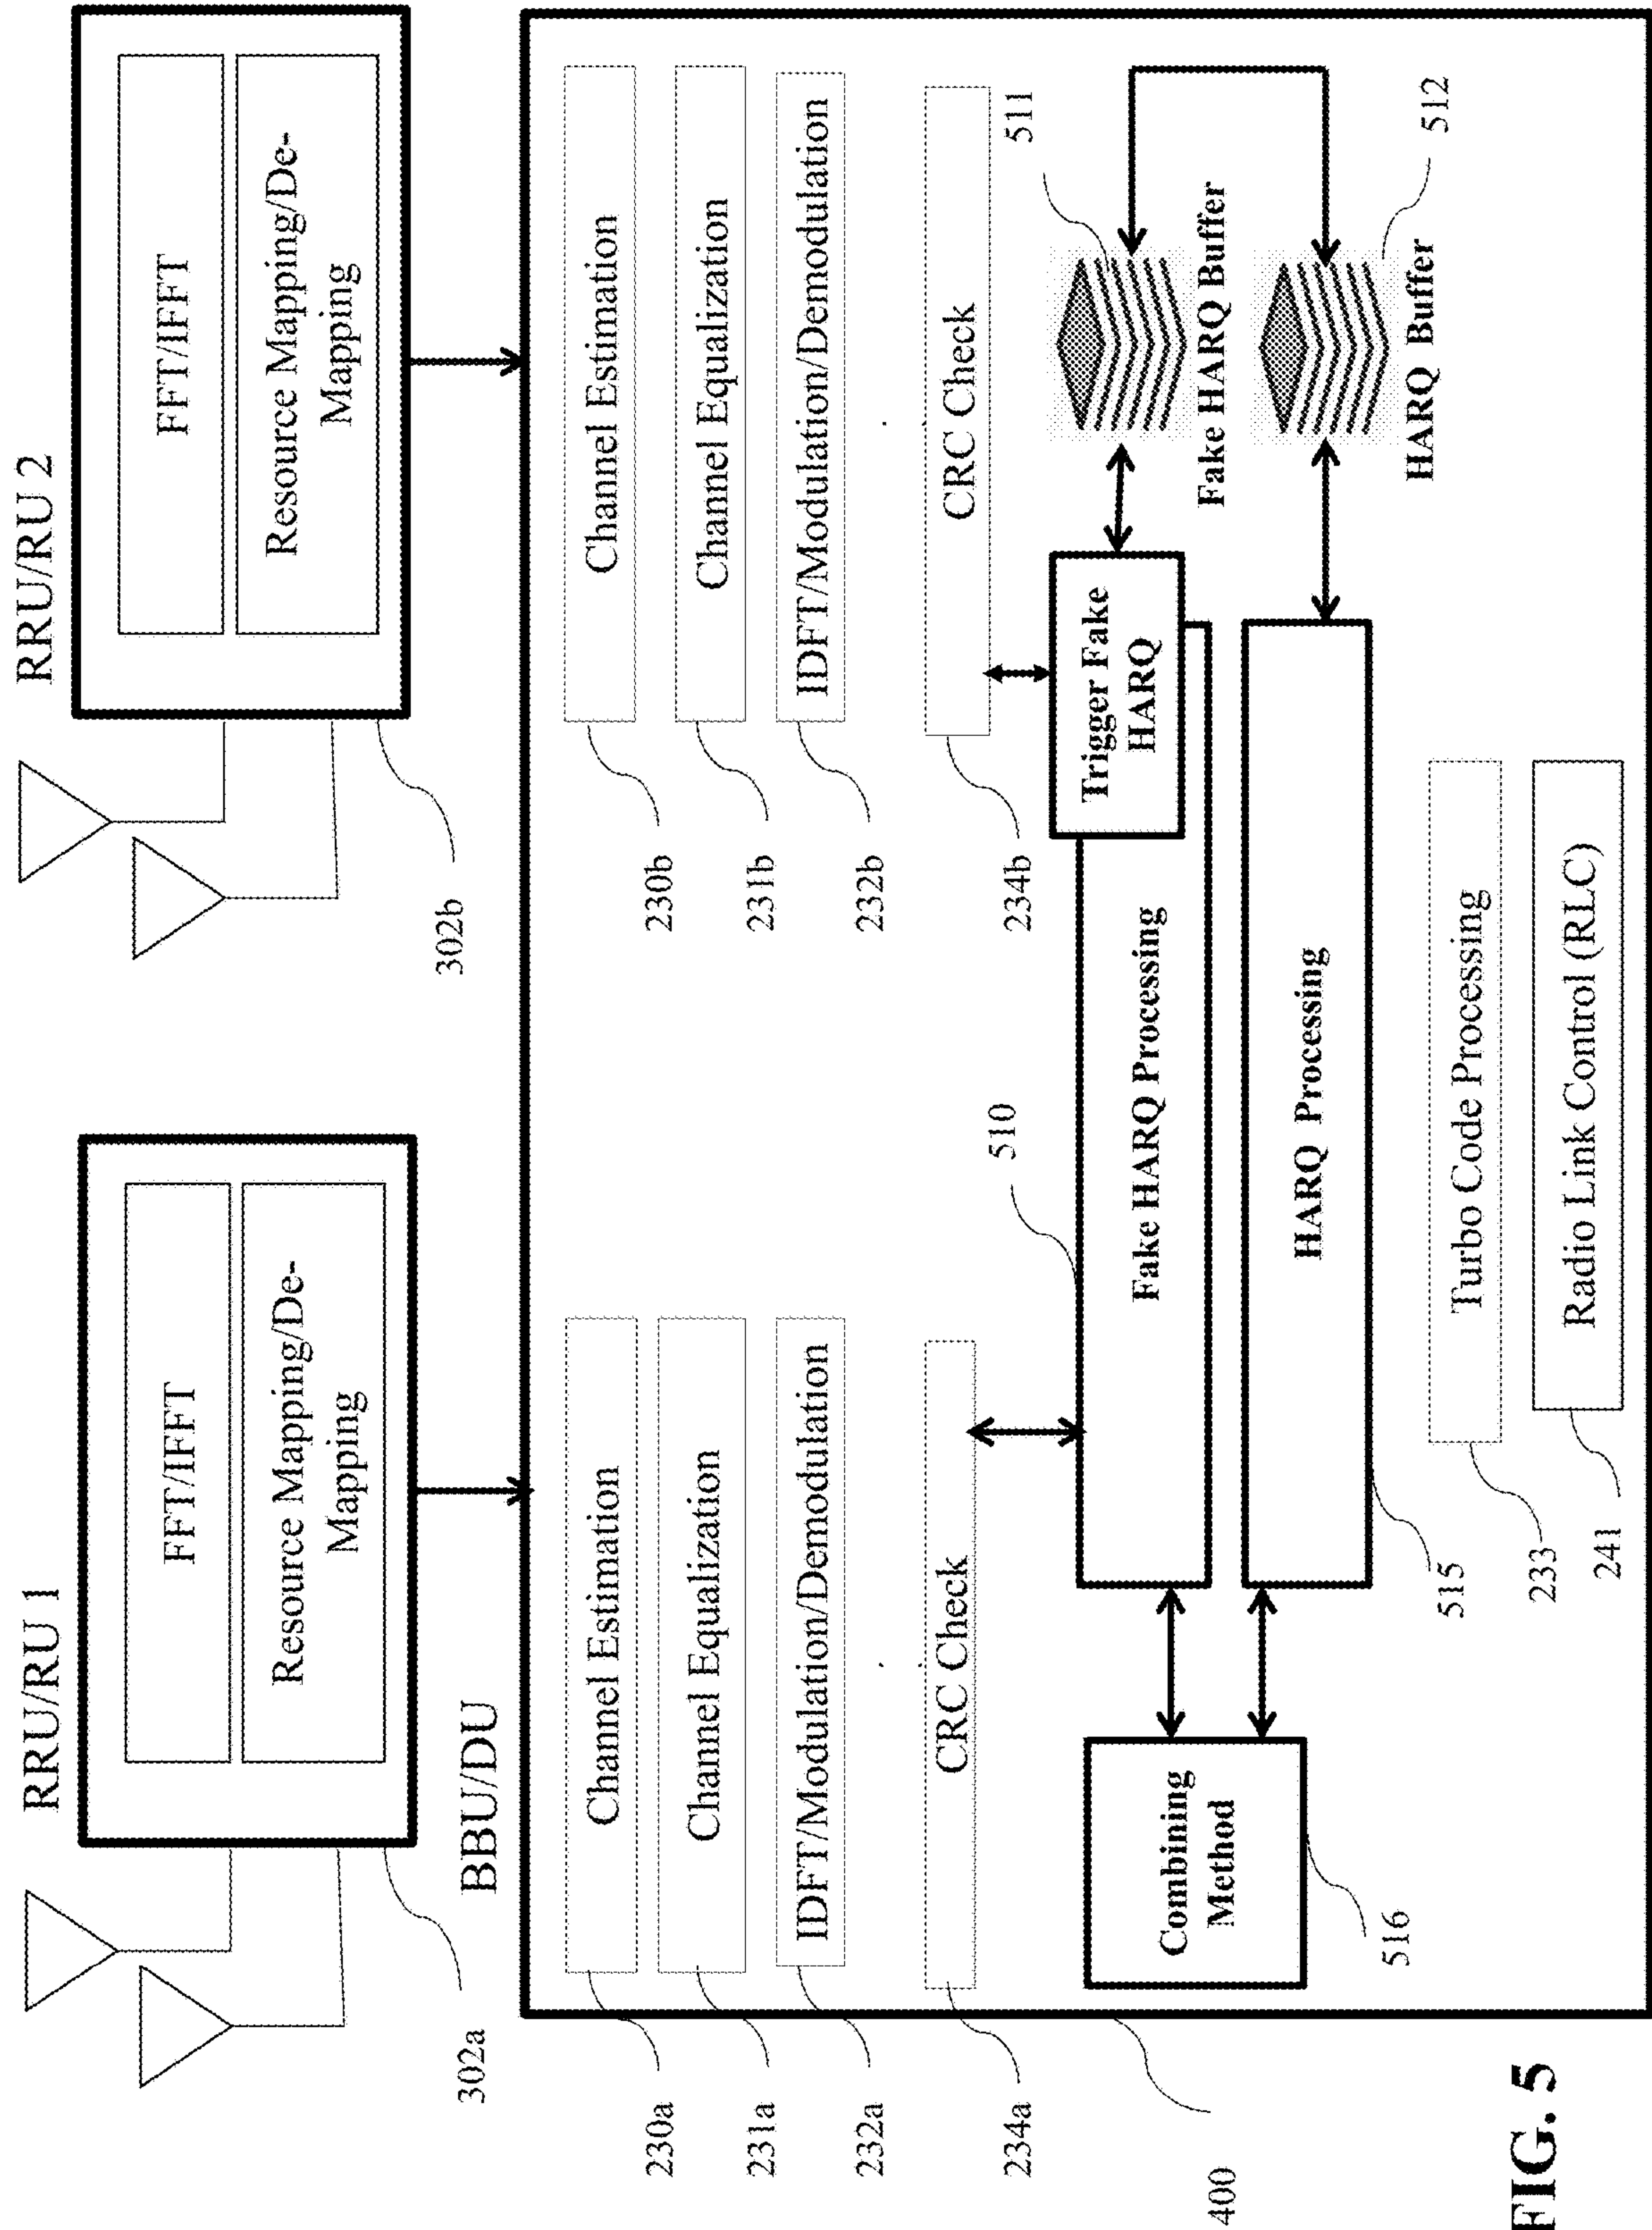 RRU/RU 1
FFT/IFFT
Resource Mapping/De-
Mapping
302a
RRU/RU 2
FFT/IFFT
Resource Mapping/De-
Mapping
302b
BBU/DU
Channel Estimation
230a
Channel Equalization
231a
IDFT/Modulation/Demodulation
232a
CRC Check
234a
Channel Estimation
230b
Channel Equalization
231b
IDFT/Modulation/Demodulation
232b
CRC Check
234b
400
510
Fake HARQ Processing
Trigger Fake
HARQ
511
Fake HARQ Buffer
Combining
Method
516
HARQ Processing
515
512
HARQ Buffer
Turbo Code Processing
233
Radio Link Control (RLC)
241
FIG. 5